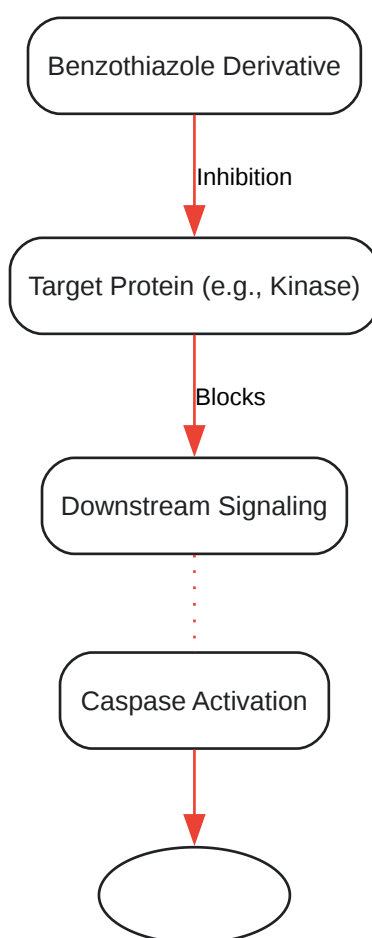 Benzothiazole Derivative
Inhibition
Target Protein (e.g., Kinase)
Blocks
Downstream Signaling
Caspase Activation